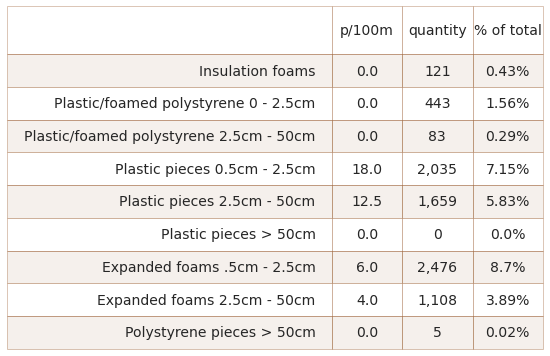 p/100m quantity % of total
Insulation foams 0.0 121 0.43%
Plastic/foamed polystyrene 0 - 2.5cm 0.0 443 1.56%
Plastic/foamed polystyrene 2.5cm - 50cm 0.0 83 0.29%
Plastic pieces 0.5cm - 2.5cm 18.0 2,035 7.15%
Plastic pieces 2.5cm - 50cm 12.5 1,659 5.83%
Plastic pieces > 50cm 0.0 0 0.0%
Expanded foams .5cm - 2.5cm 6.0 2,476 8.7%
Expanded foams 2.5cm - 50cm 4.0 1,108 3.89%
Polystyrene pieces > 50cm 0.0 5 0.02%